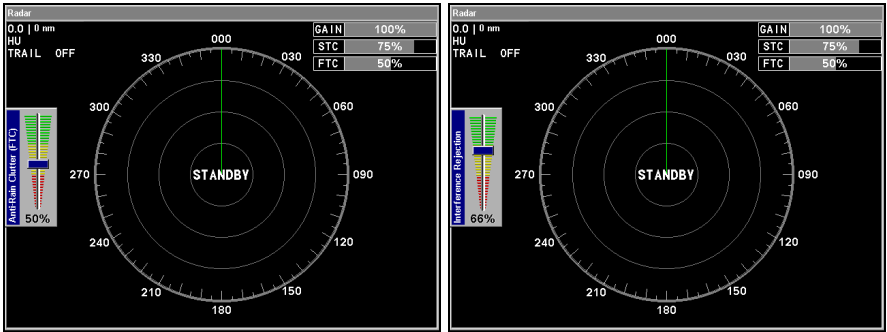 Radar
0.0 | 0 nm
HU
TRAIL OFF
GAIN 100%
STC 75%
FTC 50%
000
030
060
090
120
150
180
210
240
270
300
330
STANDBY
Anti-Rain Clutter (FTC)
50%
Radar
0.0 | 0 nm
HU
TRAIL OFF
GAIN 100%
STC 75%
FTC 50%
000
030
060
090
120
150
180
210
240
270
300
330
STANDBY
Interference Rejection
66%